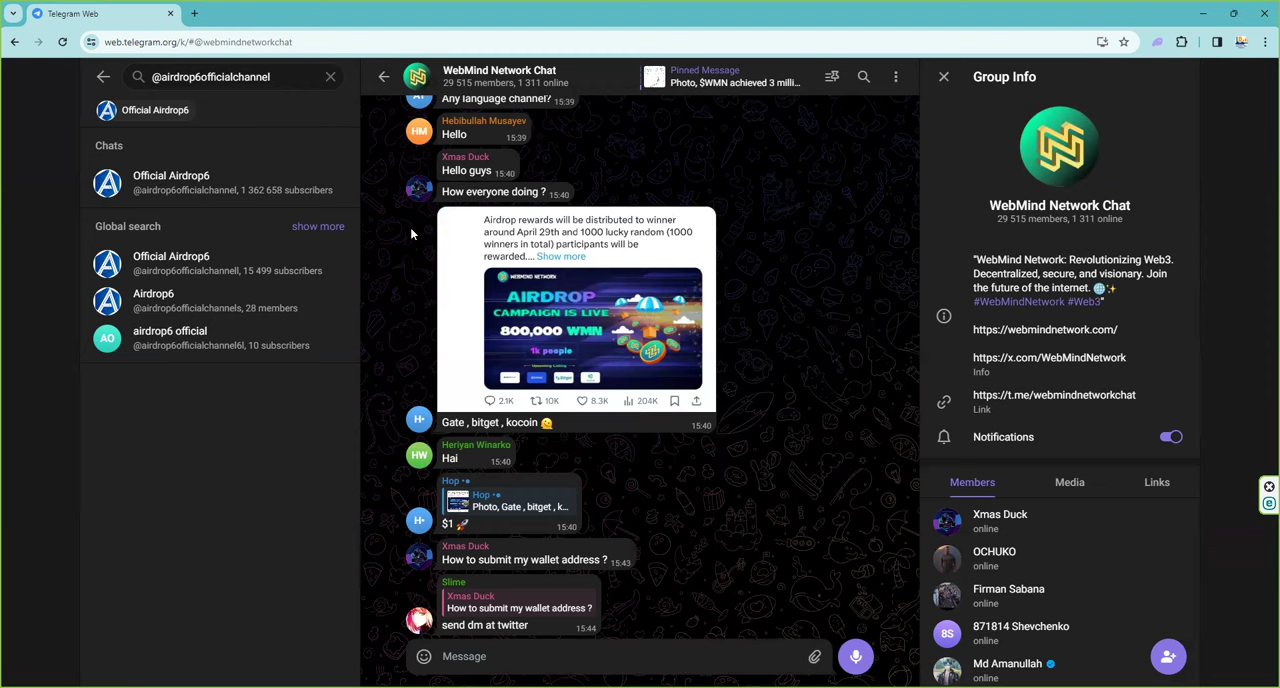 Telegram Web
web.telegram.org/k/#@webmindnetworkchat
@airdrop6officialchannel
Official Airdrop6
Chats
Official Airdrop6
@airdrop6officialchannel, 1 362 658 subscribers
Global search
show more
Official Airdrop6
@airdrop6officialchannell, 15 499 subscribers
Airdrop6
@airdrop6officialchannels, 28 members
airdrop6 official
@airdrop6officialchannel6l, 10 subscribers
WebMind Network Chat
29 515 members, 1 311 online
Pinned Message
Photo, $WMN achieved 3 milli...
Any language channel? 15:39
HM
Habibullah Musayev
Hello 15:39
Xmas Duck
Hello guys 15:40
How everyone doing ? 15:40
Airdrop rewards will be distributed to winner
around April 29th and 1000 lucky random (1000
winners in total) participants will be
rewarded.... Show more
WEBMIND NETWORK
AIRDROP
CAMPAIGN IS LIVE
800,000 WMN
1k people
2.1K 10K 8.3K 204K
H•
Gate , bitget , kocoin 🫠 15:40
HW
Heriyan Winarko
Hai 15:40
Hop •●
Hop •●
Photo, Gate , bitget , k...
H•
$1 🚀 15:40
Xmas Duck
How to submit my wallet address ? 15:43
Slime
Xmas Duck
How to submit my wallet address ?
send dm at twitter 15:44
Message
Group Info
WebMind Network Chat
29 515 members, 1 311 online
"WebMind Network: Revolutionizing Web3.
Decentralized, secure, and visionary. Join
the future of the internet. 🌐✨
#WebMindNetwork #Web3"
https://webmindnetwork.com/
https://x.com/WebMindNetwork
Info
https://t.me/webmindnetworkchat
Link
Notifications
Members Media Links
Xmas Duck
online
OCHUKO
online
Firman Sabana
online
8S
871814 Shevchenko
online
Md Amanullah
online
AO